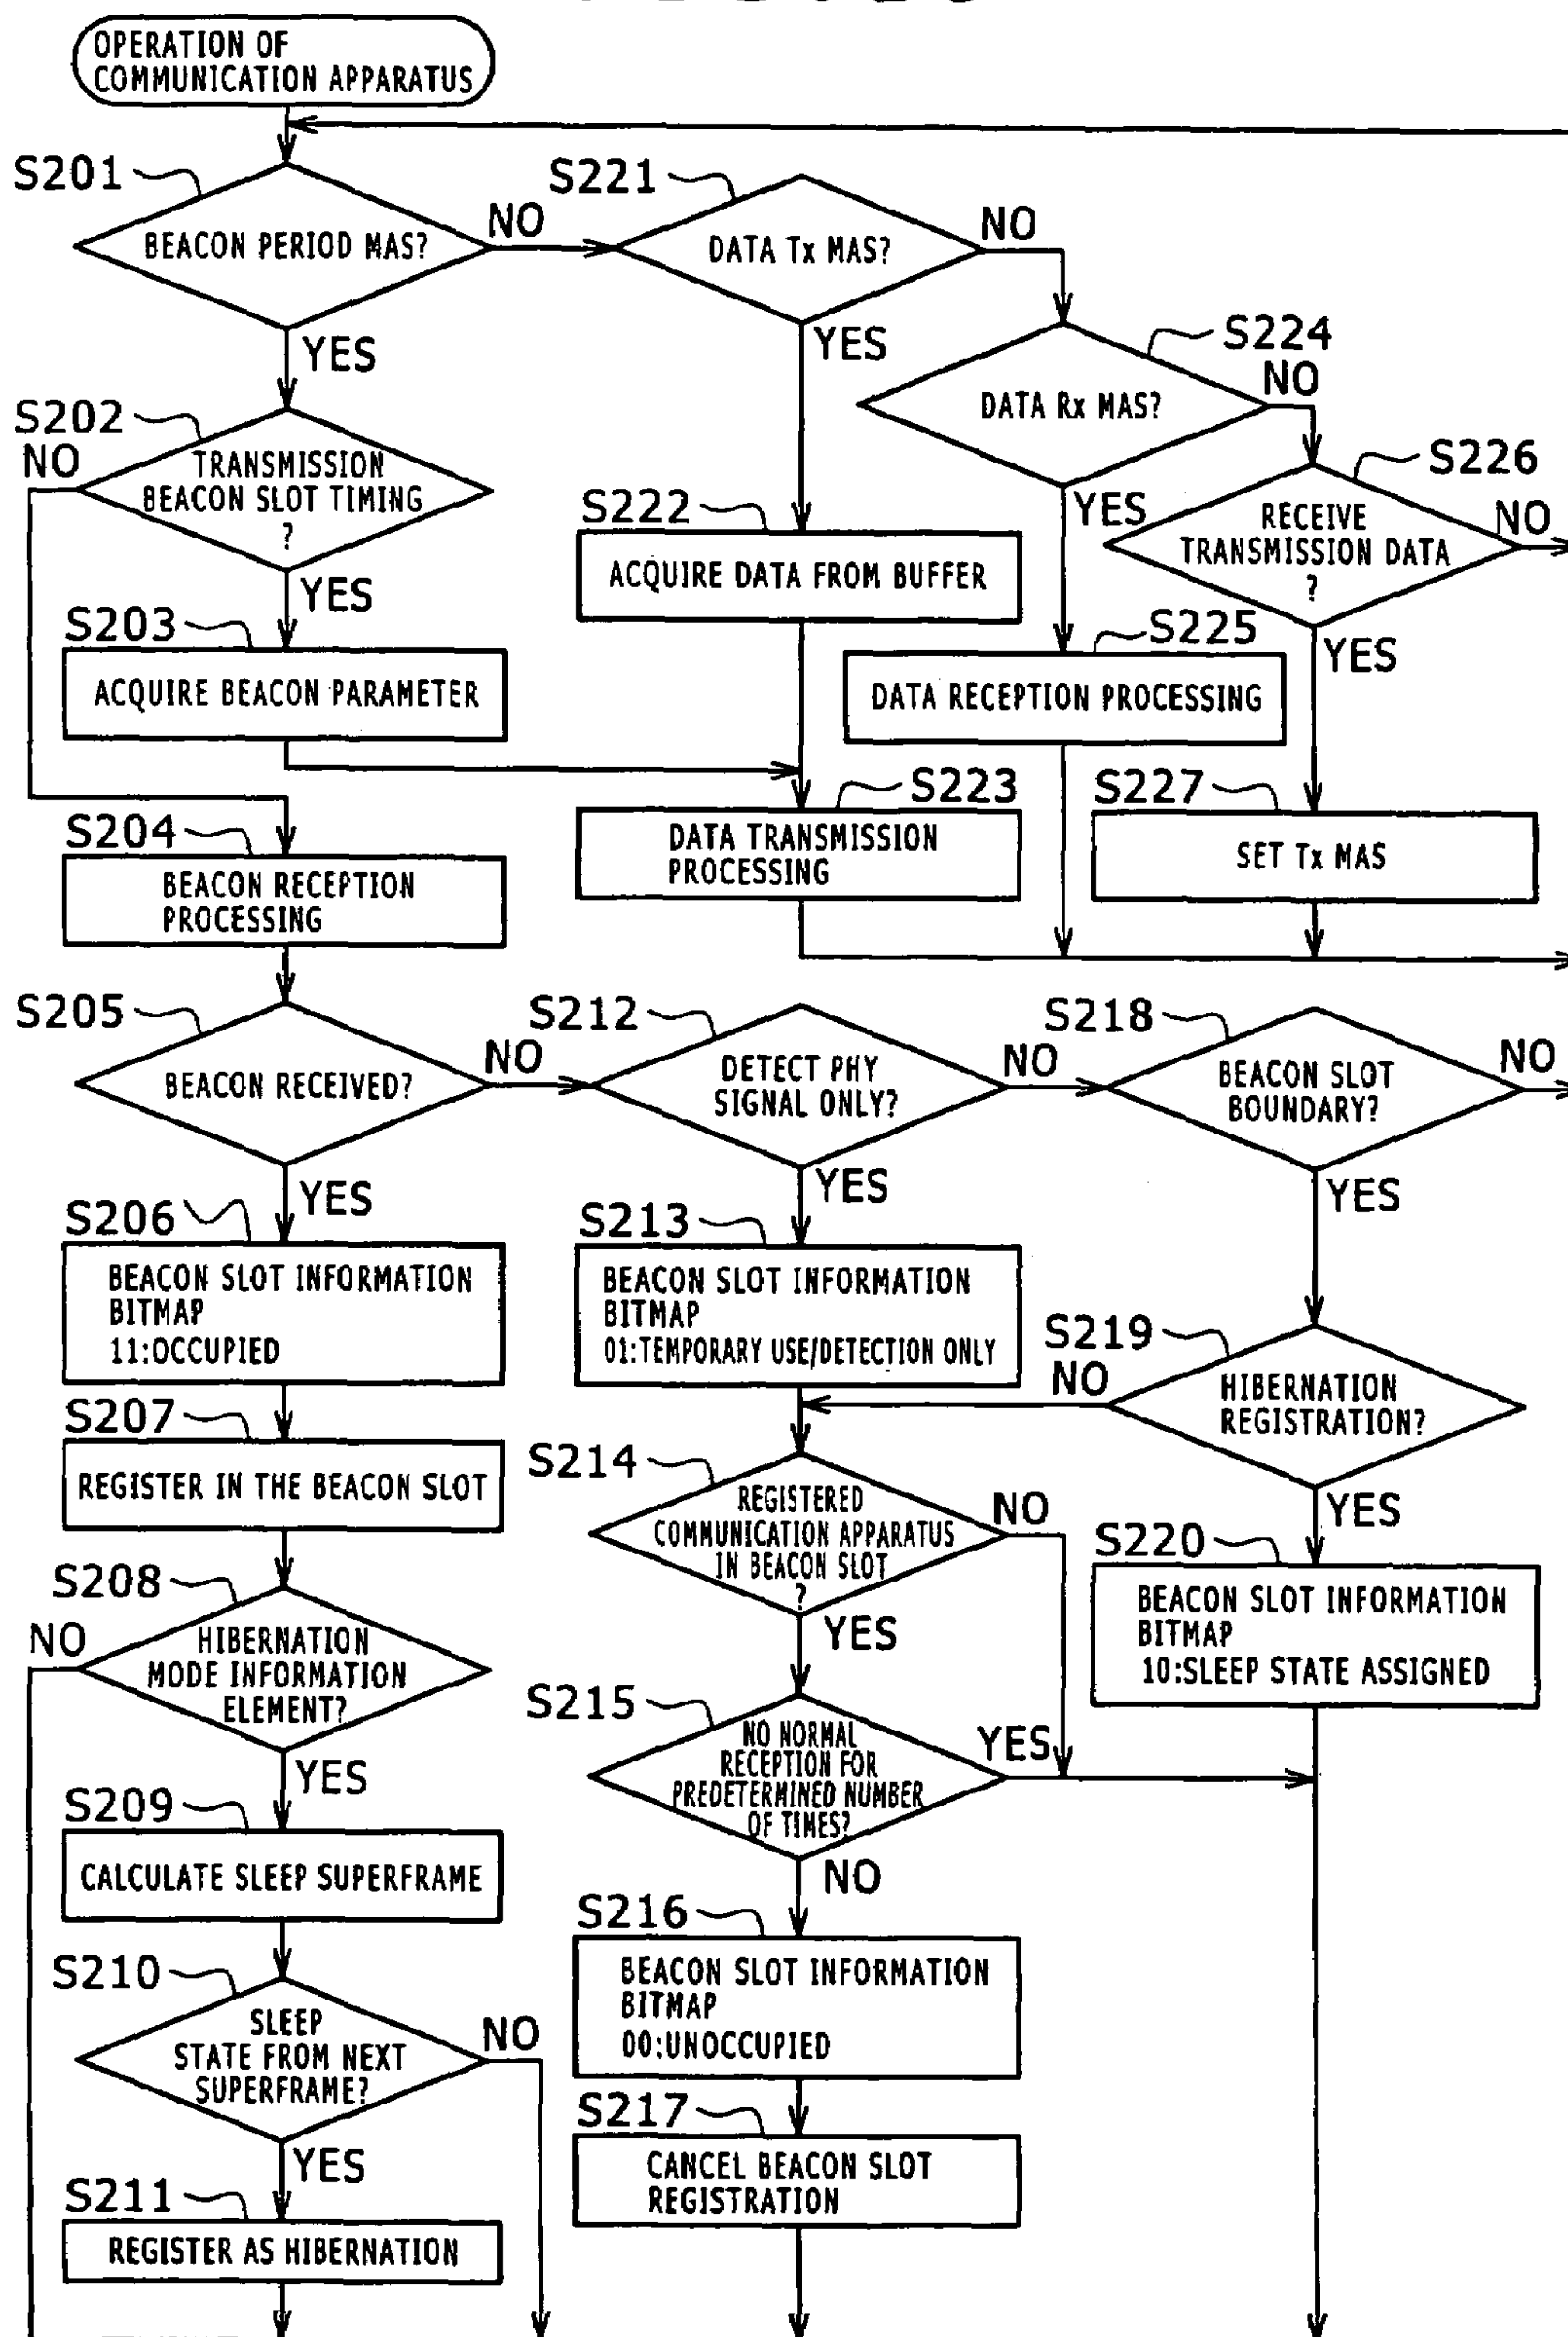 OPERATION OF
COMMUNICATION APPARATUS
S201
BEACON PERIOD MAS?
NO
YES
S221
DATA Tx MAS?
NO
YES
S224
DATA Rx MAS?
NO
YES
S226
RECEIVE
TRANSMISSION DATA
?
NO
YES
S202
NO
TRANSMISSION
BEACON SLOT TIMING
?
YES
S222
ACQUIRE DATA FROM BUFFER
S203
ACQUIRE BEACON PARAMETER
S225
DATA RECEPTION PROCESSING
S223
DATA TRANSMISSION
PROCESSING
S227
SET Tx MAS
S204
BEACON RECEPTION
PROCESSING
S205
BEACON RECEIVED?
NO
YES
S212
DETECT PHY
SIGNAL ONLY?
NO
YES
S218
BEACON SLOT
BOUNDARY?
NO
YES
S206
BEACON SLOT INFORMATION
BITMAP
11:OCCUPIED
S213
BEACON SLOT INFORMATION
BITMAP
01:TEMPORARY USE/DETECTION ONLY
S219
NO
HIBERNATION
REGISTRATION?
YES
S207
REGISTER IN THE BEACON SLOT
S214
REGISTERED
COMMUNICATION APPARATUS
IN BEACON SLOT
?
NO
YES
S220
BEACON SLOT INFORMATION
BITMAP
10:SLEEP STATE ASSIGNED
S208
NO
HIBERNATION
MODE INFORMATION
ELEMENT?
YES
S215
NO NORMAL
RECEPTION FOR
PREDETERMINED NUMBER
OF TIMES?
YES
NO
S209
CALCULATE SLEEP SUPERFRAME
S216
BEACON SLOT INFORMATION
BITMAP
00:UNOCCUPIED
S210
SLEEP
STATE FROM NEXT
SUPERFRAME?
NO
YES
S217
CANCEL BEACON SLOT
REGISTRATION
S211
REGISTER AS HIBERNATION